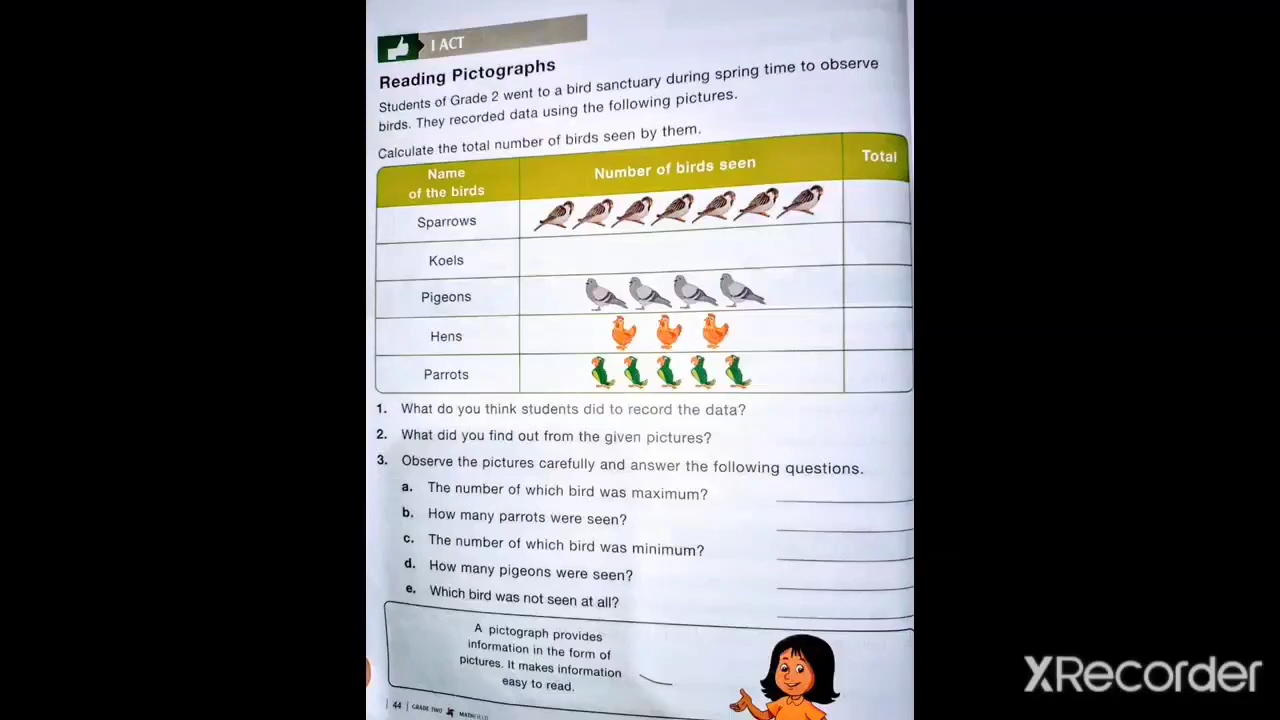 I ACT
Reading Pictographs
Students of Grade 2 went to a bird sanctuary during spring time to observe
birds. They recorded data using the following pictures.
Calculate the total number of birds seen by them.
Name
of the birds
Number of birds seen
Total
Sparrows
Koels
Pigeons
Hens
Parrots
1. What do you think students did to record the data?
2. What did you find out from the given pictures?
3. Observe the pictures carefully and answer the following questions.
a. The number of which bird was maximum?
b. How many parrots were seen?
c. The number of which bird was minimum?
d. How many pigeons were seen?
e. Which bird was not seen at all?
A pictograph provides
information in the form of
pictures. It makes information
easy to read.
44 GRADE TWO MATHFIELD
XRecorder